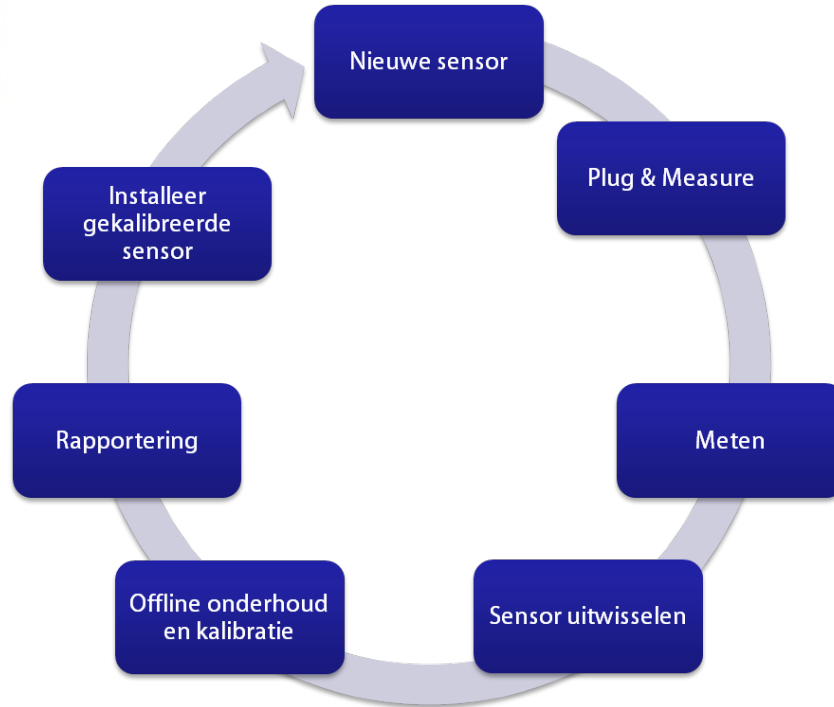 Nieuwe sensor
Plug & Measure
Meten
Sensor uitwisselen
Offline onderhoud
en kalibratie
Rapportering
Installeer
gekalibreerde
sensor